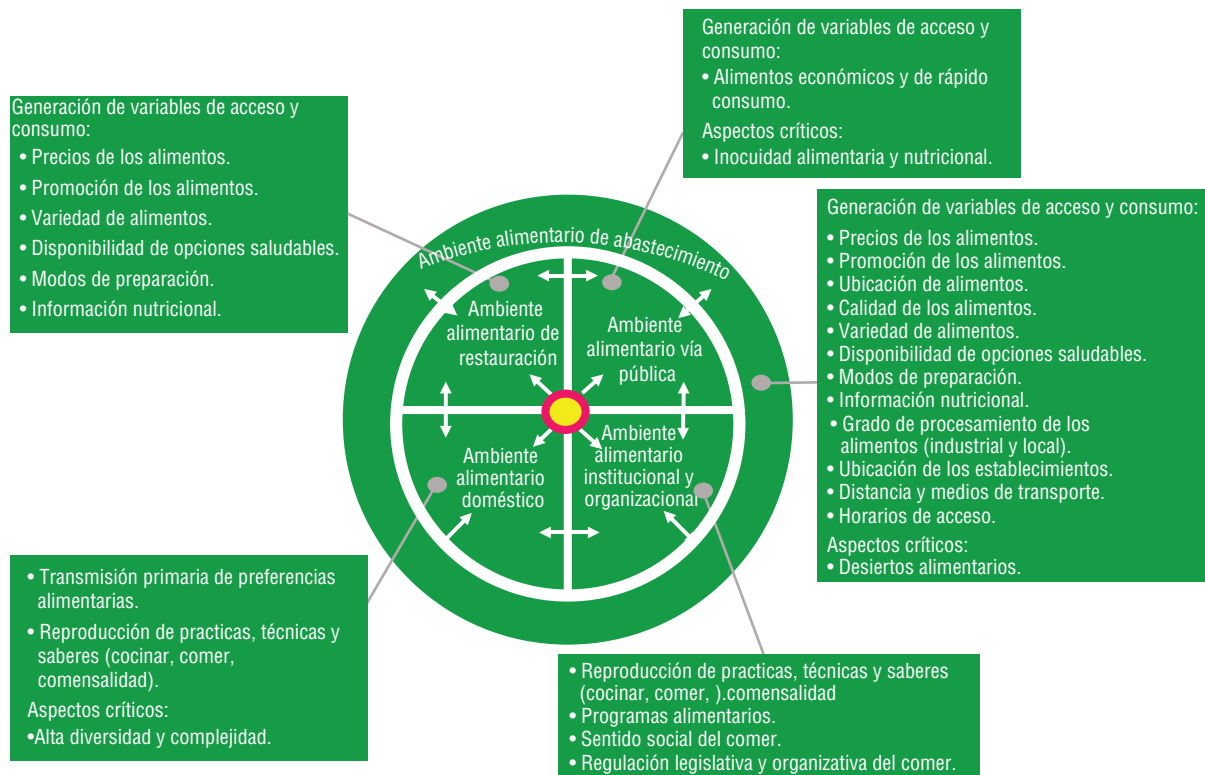 Generación de variables de acceso y
consumo:
• Alimentos económicos y de rápido
consumo.
Aspectos críticos:
• Inocuidad alimentaria y nutricional.
Generación de variables de acceso y
consumo:
• Precios de los alimentos.
• Promoción de los alimentos.
• Variedad de alimentos.
• Disponibilidad de opciones saludables.
• Modos de preparación.
• Información nutricional.
Generación de variables de acceso y consumo:
• Precios de los alimentos.
• Promoción de los alimentos.
• Ubicación de alimentos.
• Calidad de los alimentos.
• Variedad de alimentos.
• Disponibilidad de opciones saludables.
• Modos de preparación.
• Información nutricional.
• Grado de procesamiento de los
alimentos (industrial y local).
• Ubicación de los establecimientos.
• Distancia y medios de transporte.
• Horarios de acceso.
Aspectos críticos:
• Desiertos alimentarios.
Ambiente alimentario de abastecimiento
Ambiente
alimentario de
restauración
Ambiente
alimentario vía
pública
Ambiente
alimentario
doméstico
Ambiente
alimentario
institucional y
organizacional
• Transmisión primaria de preferencias
alimentarias.
• Reproducción de practicas, técnicas y
saberes (cocinar, comer,
comensalidad).
Aspectos críticos:
•Alta diversidad y complejidad.
• Reproducción de practicas, técnicas y saberes
(cocinar, comer, ).comensalidad
• Programas alimentarios.
• Sentido social del comer.
• Regulación legislativa y organizativa del comer.